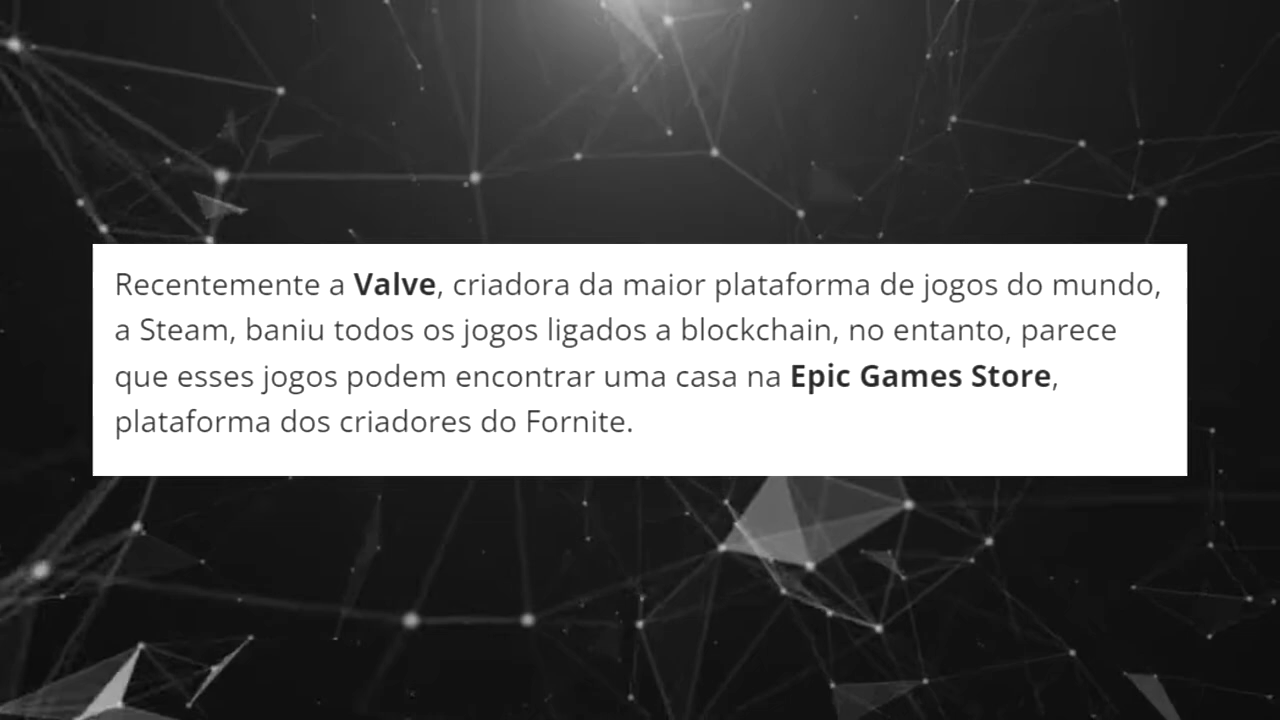 Recentemente a Valve, criadora da maior plataforma de jogos do mundo,
a Steam, baniu todos os jogos ligados a blockchain, no entanto, parece
que esses jogos podem encontrar uma casa na Epic Games Store,
plataforma dos criadores do Fornite.